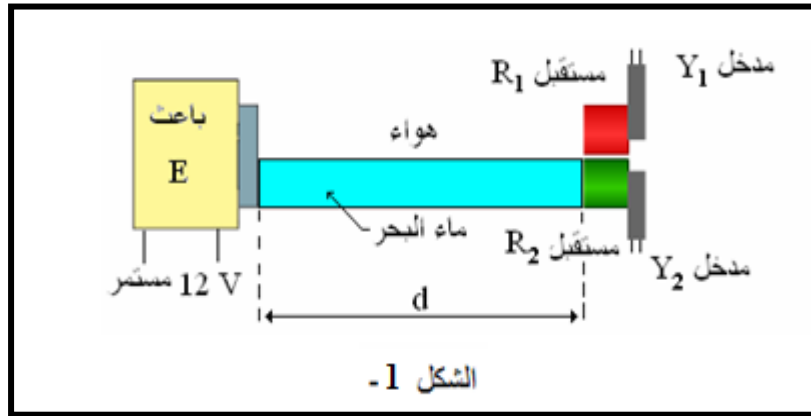 مدخل Y1
مستقبل R1
باعث
E
هواء
ماء البحر
مستقبل R2
مدخل Y2
12 V مستمر
d
الشكل 1-